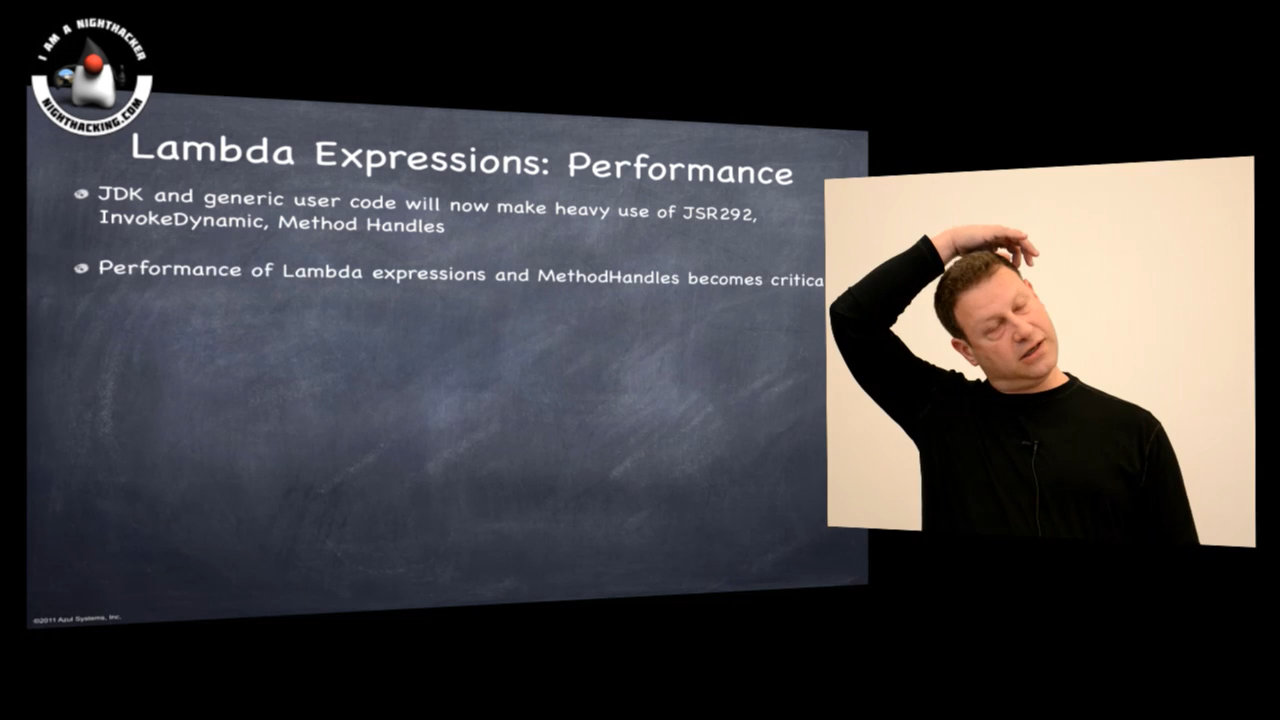 I AM A NIGHTHACKER
NIGHTHACKING.COM
Lambda Expressions: Performance
JDK and generic user code will now make heavy use of JSR292,
InvokeDynamic, Method Handles
Performance of Lambda expressions and MethodHandles becomes critica
©2011 Azul Systems, Inc.